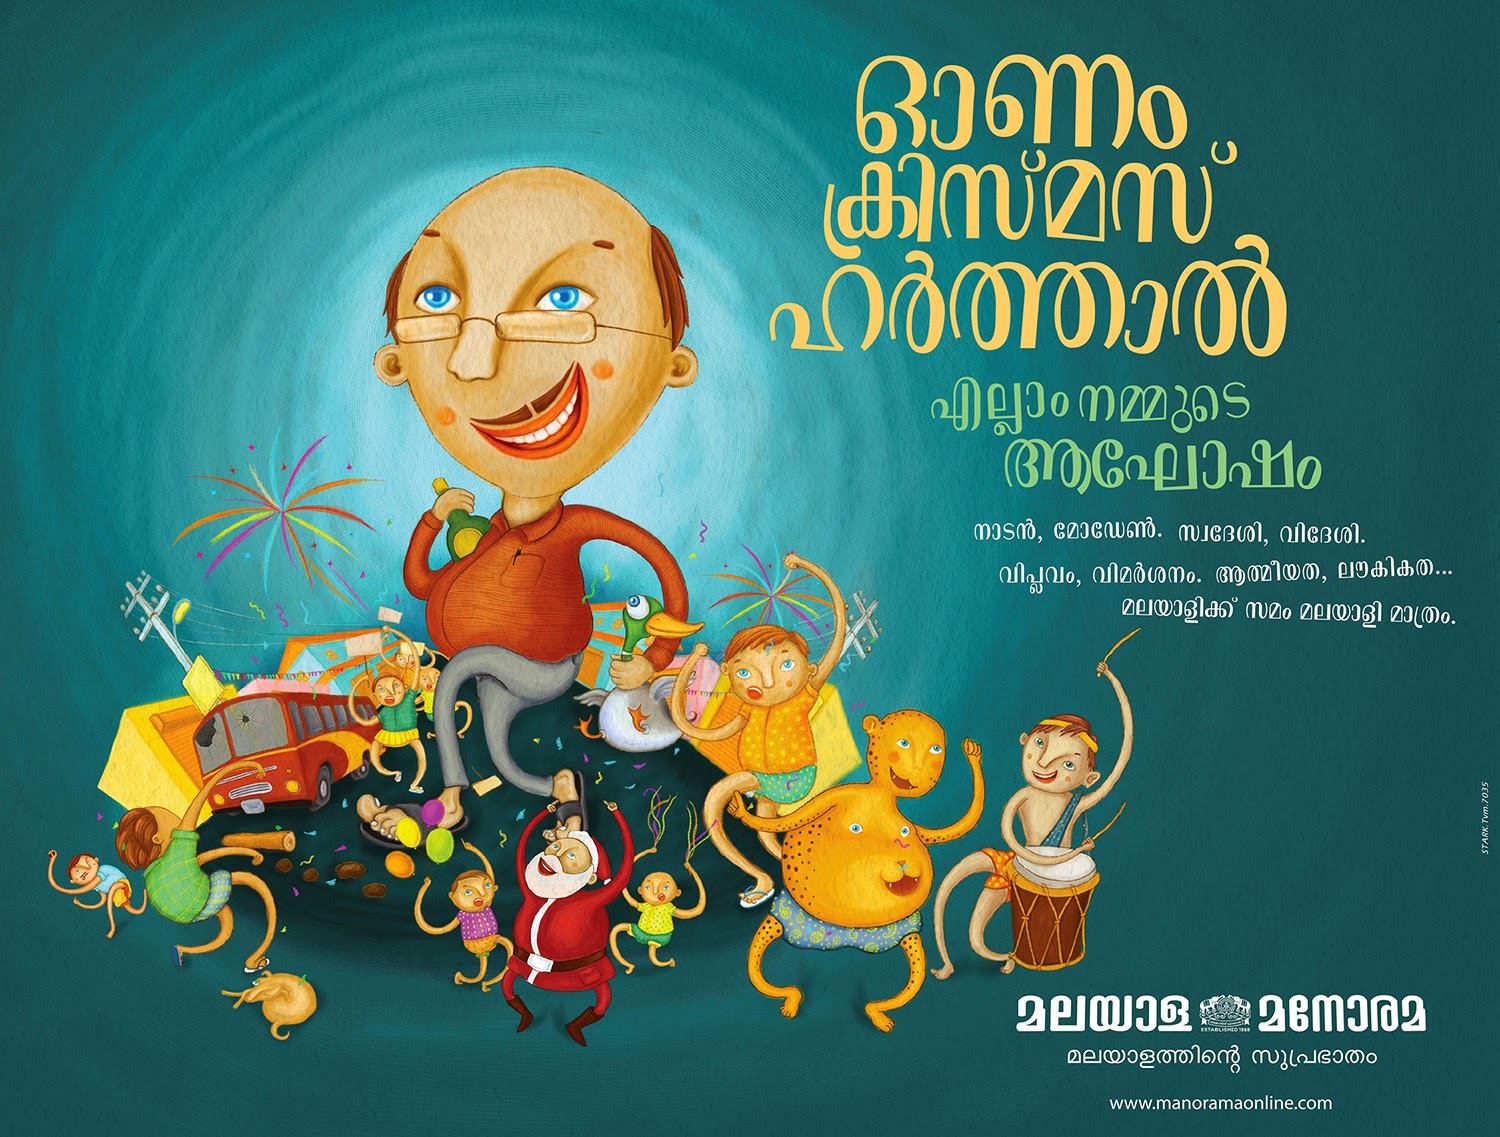 ഓണം
ക്രിസ്മസ്
ഹർത്താൽ
എല്ലാം നമ്മുടെ
ആഘോഷം
നാടൻ, മോഡേൺ. സ്വദേശി, വിദേശി.
വിപ്ലവം, വിമർശനം. ആത്മീയത, ലൗകികത...
മലയാളിക്ക് സമം മലയാളി മാത്രം.
STARK.Tvm.7035
മലയാള മനോരമ
ESTABLISHED 1888
മലയാളത്തിന്റെ സുപ്രഭാതം
www.manoramaonline.com